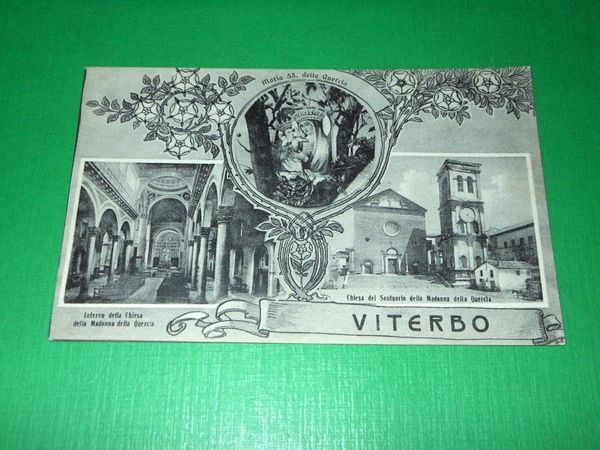 Maria SS. della Quercia
Interno della Chiesa
della Madonna della Quercia
Chiesa del Santuario della Madonna della Quercia
VITERBO